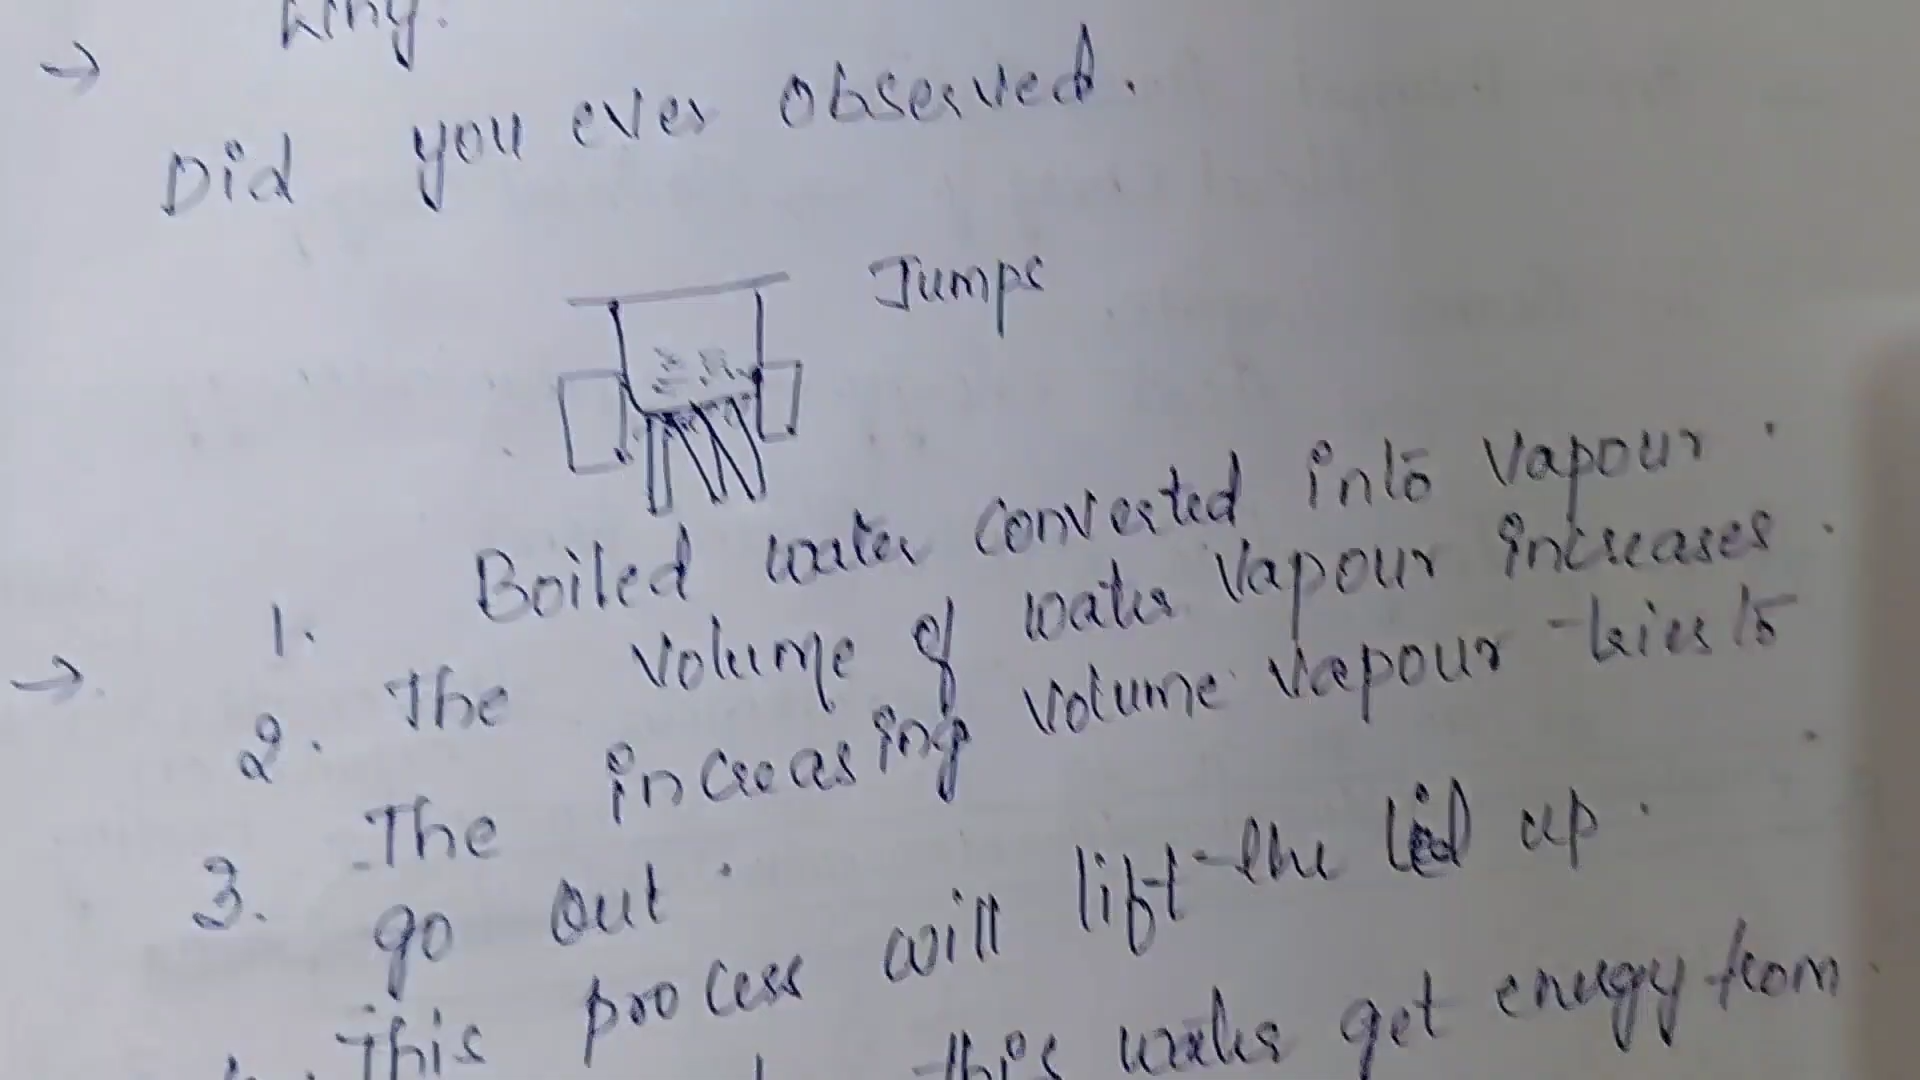 →
Did you ever observed.
Jumps
1. Boiled water converted into vapour.
→ 2. The volume of water vapour increases.
3. The increasing volume vapour tries to
go out.
This process will lift the lid up.
this water get energy from